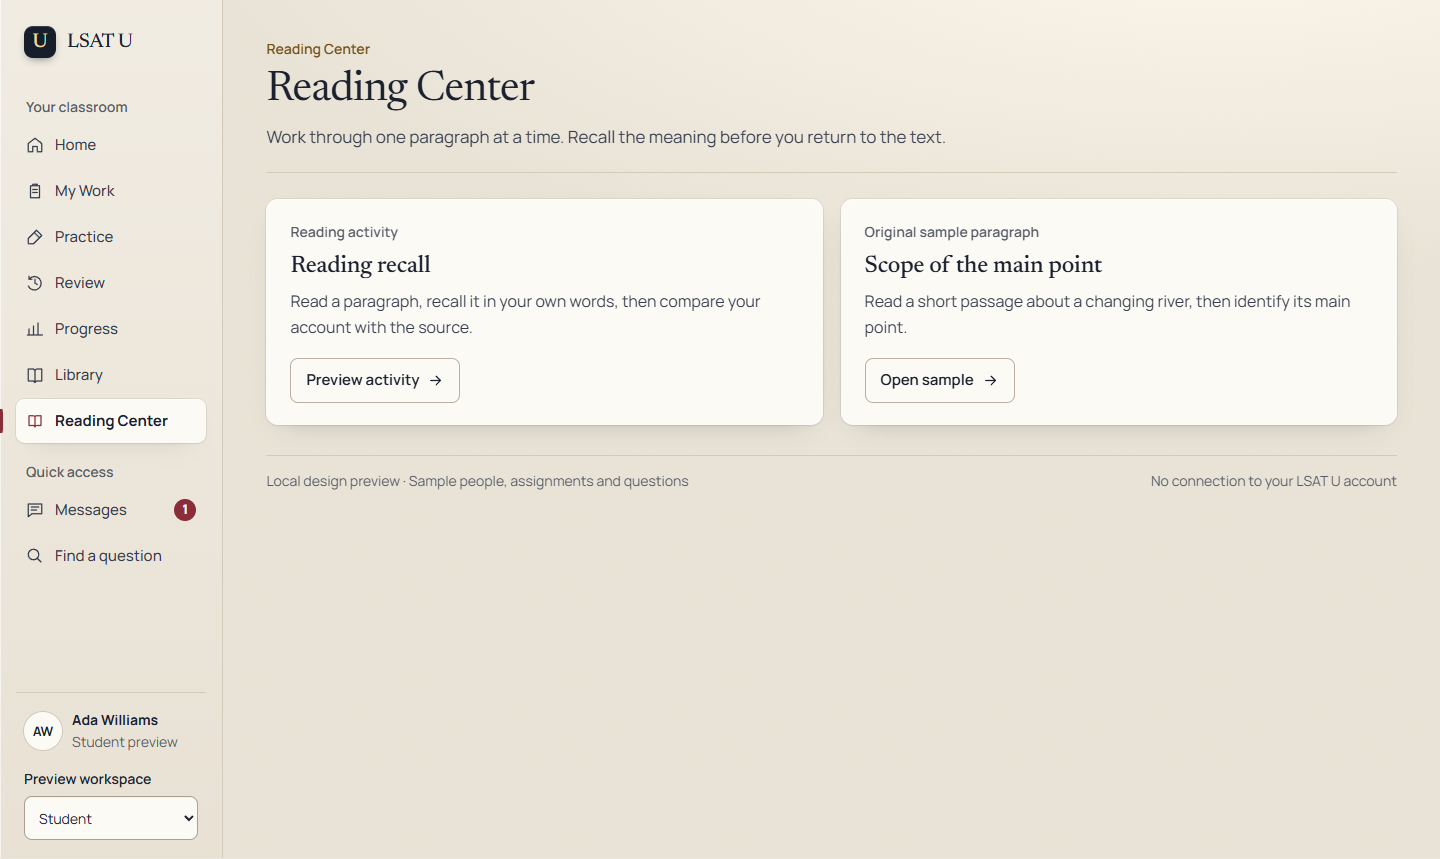 U LSAT U
Your classroom
Home
My Work
Practice
Review
Progress
Library
Reading Center
Quick access
Messages 1
Find a question
AW
Ada Williams
Student preview
Preview workspace
Student
Reading Center
Reading Center
Work through one paragraph at a time. Recall the meaning before you return to the text.
Reading activity
Reading recall
Read a paragraph, recall it in your own words, then compare your
account with the source.
Preview activity →
Original sample paragraph
Scope of the main point
Read a short passage about a changing river, then identify its main
point.
Open sample →
Local design preview · Sample people, assignments and questions
No connection to your LSAT U account